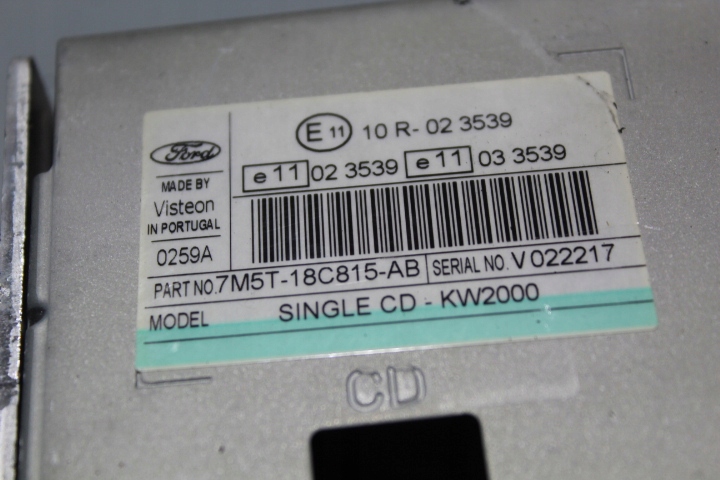 Ford
MADE BY
Visteon
IN PORTUGAL
0259A
E 11 10 R- 02 3539
e 11 02 3539 e 11 03 3539
PART NO. 7M5T-18C815-AB SERIAL NO. V 022217
MODEL SINGLE CD - KW2000
CD